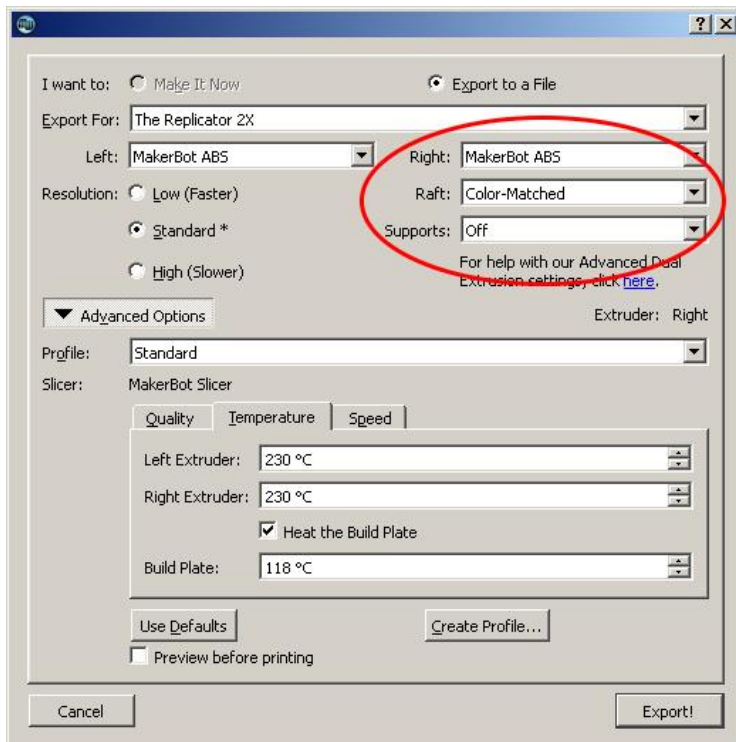 I want to: Make It Now Export to a File
Export For: The Replicator 2X
Left: MakerBot ABS Right: MakerBot ABS
Resolution: Low (Faster) Raft: Color-Matched
Standard * Supports: Off
High (Slower) For help with our Advanced Dual
Extrusion settings, click here.
Advanced Options Extruder: Right
Profile: Standard
Slicer: MakerBot Slicer
Quality Temperature Speed
Left Extruder: 230 °C
Right Extruder: 230 °C
Heat the Build Plate
Build Plate: 118 °C
Use Defaults Create Profile...
Preview before printing
Cancel Export!